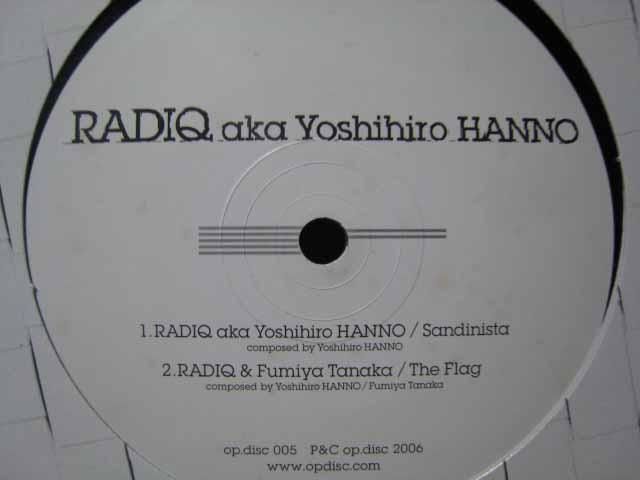 RADIQ aka Yoshihiro HANNO
1.RADIQ aka Yoshihiro HANNO / Sandinista
composed by Yoshihiro HANNO
2.RADIQ & Fumiya Tanaka / The Flag
composed by Yoshihiro HANNO / Fumiya Tanaka
op.disc 005 P&C op.disc 2006
www.opdisc.com